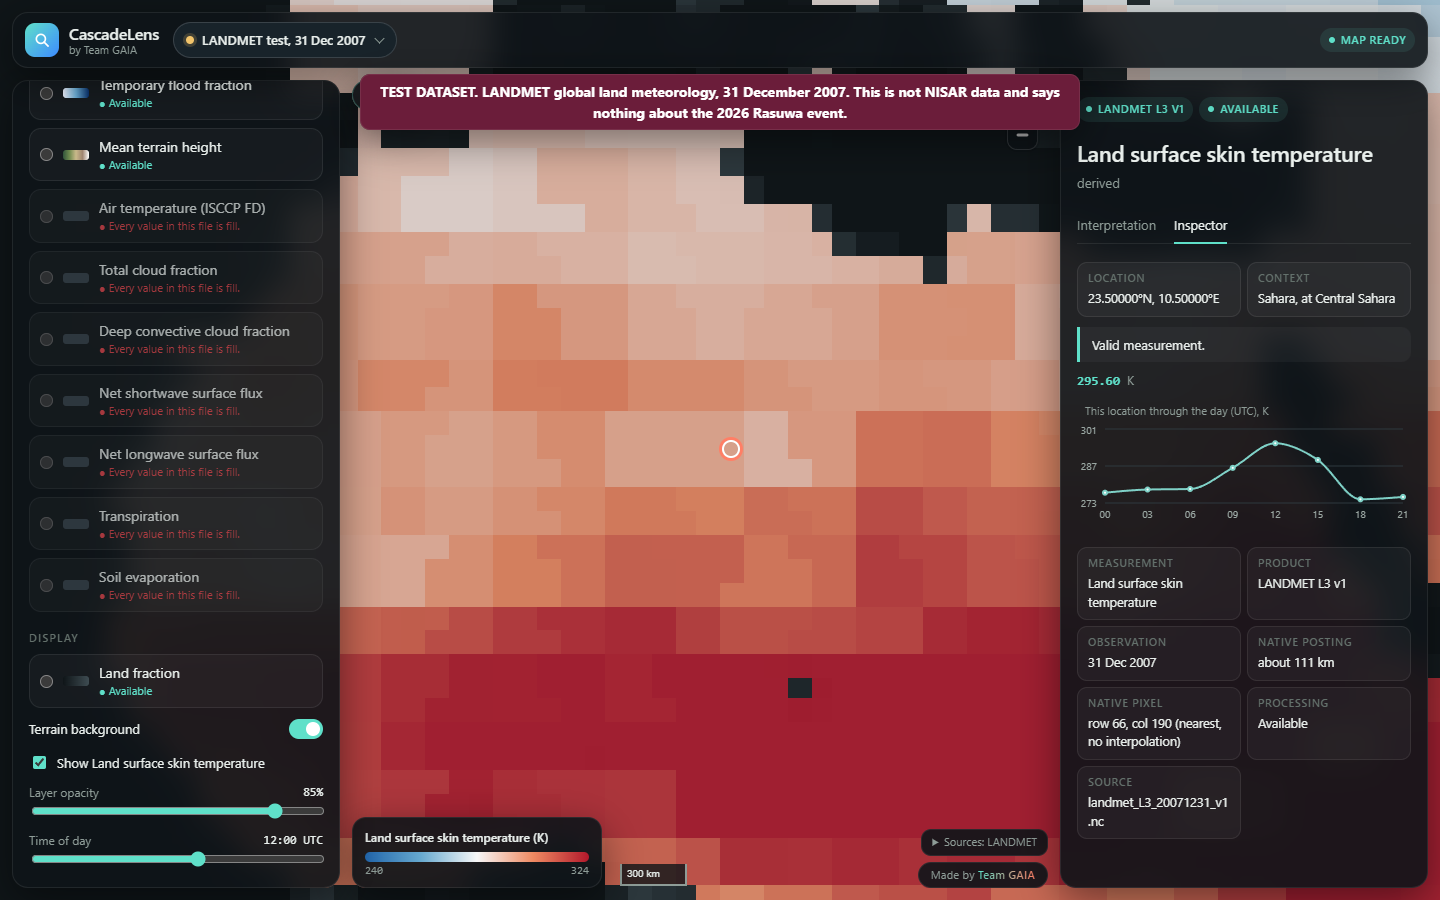 CascadeLens
by Team GAIA
LANDMET test, 31 Dec 2007
MAP READY
TEST DATASET. LANDMET global land meteorology, 31 December 2007. This is not NISAR data and says
nothing about the 2026 Rasuwa event.
Temporary flood fraction
Available
Mean terrain height
Available
Air temperature (ISCCP FD)
Every value in this file is fill.
Total cloud fraction
Every value in this file is fill.
Deep convective cloud fraction
Every value in this file is fill.
Net shortwave surface flux
Every value in this file is fill.
Net longwave surface flux
Every value in this file is fill.
Transpiration
Every value in this file is fill.
Soil evaporation
Every value in this file is fill.
DISPLAY
Land fraction
Available
Terrain background
Show Land surface skin temperature
Layer opacity 85%
Time of day 12:00 UTC
Land surface skin temperature (K)
240 324
300 km
Sources: LANDMET
Made by Team GAIA
LANDMET L3 V1 AVAILABLE
Land surface skin temperature
derived
Interpretation Inspector
LOCATION
23.50000°N, 10.50000°E
CONTEXT
Sahara, at Central Sahara
Valid measurement.
295.60 K
This location through the day (UTC), K
301
287
273
00 03 06 09 12 15 18 21
MEASUREMENT
Land surface skin
temperature
PRODUCT
LANDMET L3 v1
OBSERVATION
31 Dec 2007
NATIVE POSTING
about 111 km
NATIVE PIXEL
row 66, col 190 (nearest,
no interpolation)
PROCESSING
Available
SOURCE
landmet_L3_20071231_v1
.nc